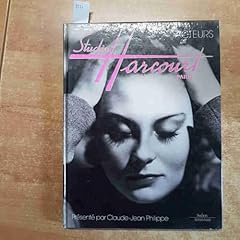 ACTEURS
Studio
Harcourt
PARIS
Présenté par Claude-Jean Philippe